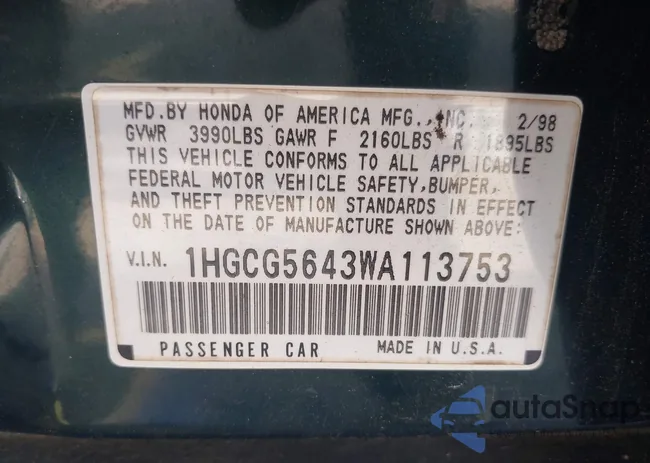 MFD.BY HONDA OF AMERICA MFG., INC. 2/98
GVWR 3990LBS GAWR F 2160LBS R 1895LBS
THIS VEHICLE CONFORMS TO ALL APPLICABLE
FEDERAL MOTOR VEHICLE SAFETY,BUMPER,
AND THEFT PREVENTION STANDARDS IN EFFECT
ON THE DATE OF MANUFACTURE SHOWN ABOVE:
V.I.N. 1HGCG5643WA113753
PASSENGER CAR MADE IN U.S.A.
autoSnap